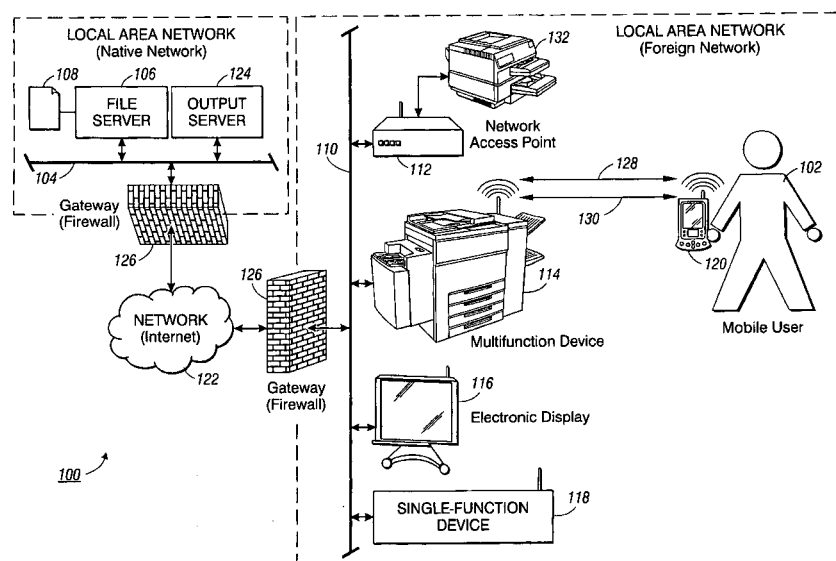 LOCAL AREA NETWORK
(Native Network)
108
106
124
FILE
SERVER
OUTPUT
SERVER
104
Gateway
(Firewall)
126
NETWORK
(Internet)
122
126
Gateway
(Firewall)
100
LOCAL AREA NETWORK
(Foreign Network)
132
110
112
Network
Access Point
128
130
102
120
Mobile User
114
Multifunction Device
116
Electronic Display
SINGLE-FUNCTION
DEVICE
118